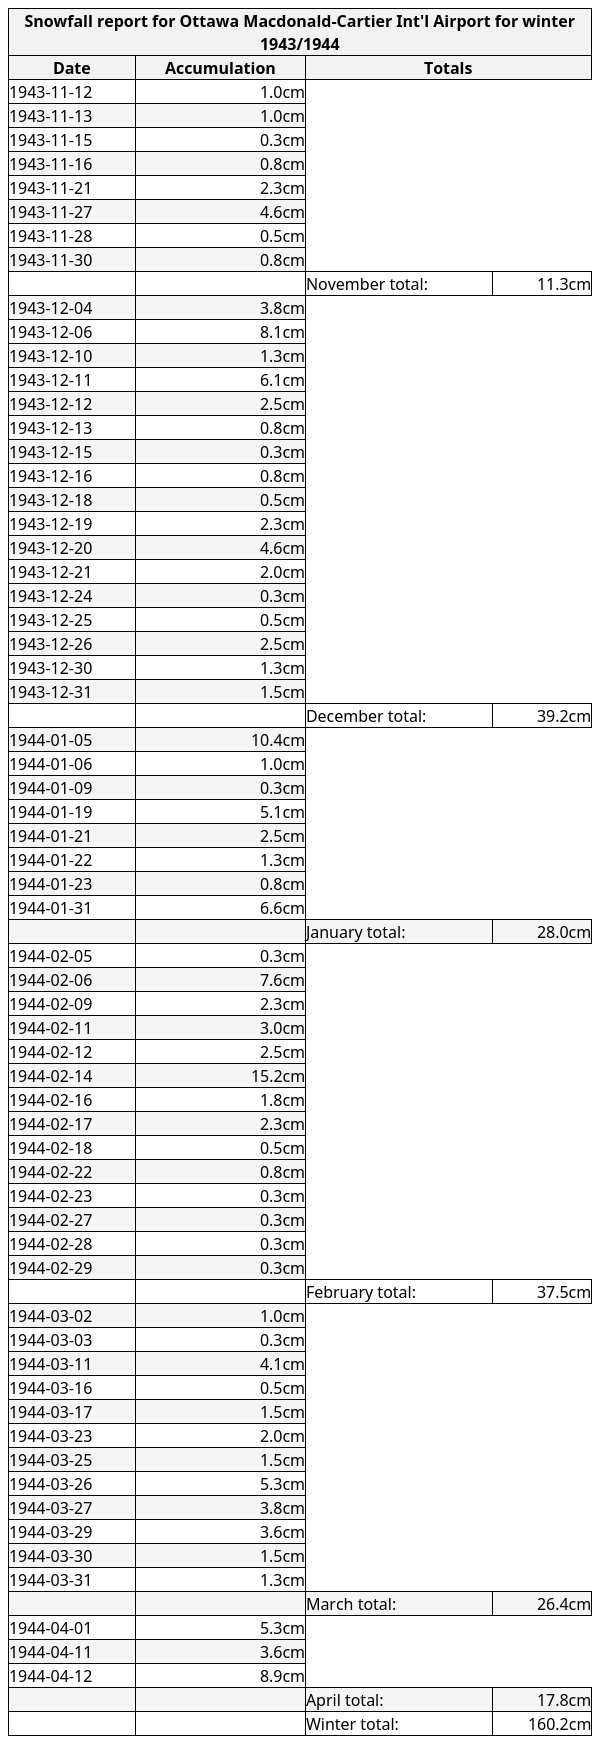 Snowfall report for Ottawa Macdonald-Cartier Int'l Airport for winter
1943/1944
Date Accumulation Totals
1943-11-12 1.0cm
1943-11-13 1.0cm
1943-11-15 0.3cm
1943-11-16 0.8cm
1943-11-21 2.3cm
1943-11-27 4.6cm
1943-11-28 0.5cm
1943-11-30 0.8cm
November total: 11.3cm
1943-12-04 3.8cm
1943-12-06 8.1cm
1943-12-10 1.3cm
1943-12-11 6.1cm
1943-12-12 2.5cm
1943-12-13 0.8cm
1943-12-15 0.3cm
1943-12-16 0.8cm
1943-12-18 0.5cm
1943-12-19 2.3cm
1943-12-20 4.6cm
1943-12-21 2.0cm
1943-12-24 0.3cm
1943-12-25 0.5cm
1943-12-26 2.5cm
1943-12-30 1.3cm
1943-12-31 1.5cm
December total: 39.2cm
1944-01-05 10.4cm
1944-01-06 1.0cm
1944-01-09 0.3cm
1944-01-19 5.1cm
1944-01-21 2.5cm
1944-01-22 1.3cm
1944-01-23 0.8cm
1944-01-31 6.6cm
January total: 28.0cm
1944-02-05 0.3cm
1944-02-06 7.6cm
1944-02-09 2.3cm
1944-02-11 3.0cm
1944-02-12 2.5cm
1944-02-14 15.2cm
1944-02-16 1.8cm
1944-02-17 2.3cm
1944-02-18 0.5cm
1944-02-22 0.8cm
1944-02-23 0.3cm
1944-02-27 0.3cm
1944-02-28 0.3cm
1944-02-29 0.3cm
February total: 37.5cm
1944-03-02 1.0cm
1944-03-03 0.3cm
1944-03-11 4.1cm
1944-03-16 0.5cm
1944-03-17 1.5cm
1944-03-23 2.0cm
1944-03-25 1.5cm
1944-03-26 5.3cm
1944-03-27 3.8cm
1944-03-29 3.6cm
1944-03-30 1.5cm
1944-03-31 1.3cm
March total: 26.4cm
1944-04-01 5.3cm
1944-04-11 3.6cm
1944-04-12 8.9cm
April total: 17.8cm
Winter total: 160.2cm